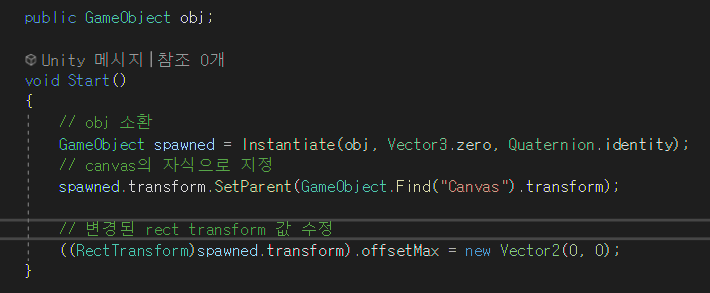 public GameObject obj;
Unity 메시지|참조 0개
void Start()
{
// obj 소환
GameObject spawned = Instantiate(obj, Vector3.zero, Quaternion.identity);
// canvas의 자식으로 지정
spawned.transform.SetParent(GameObject.Find("Canvas").transform);
// 변경된 rect transform 값 수정
((RectTransform)spawned.transform).offsetMax = new Vector2(0, 0);
}